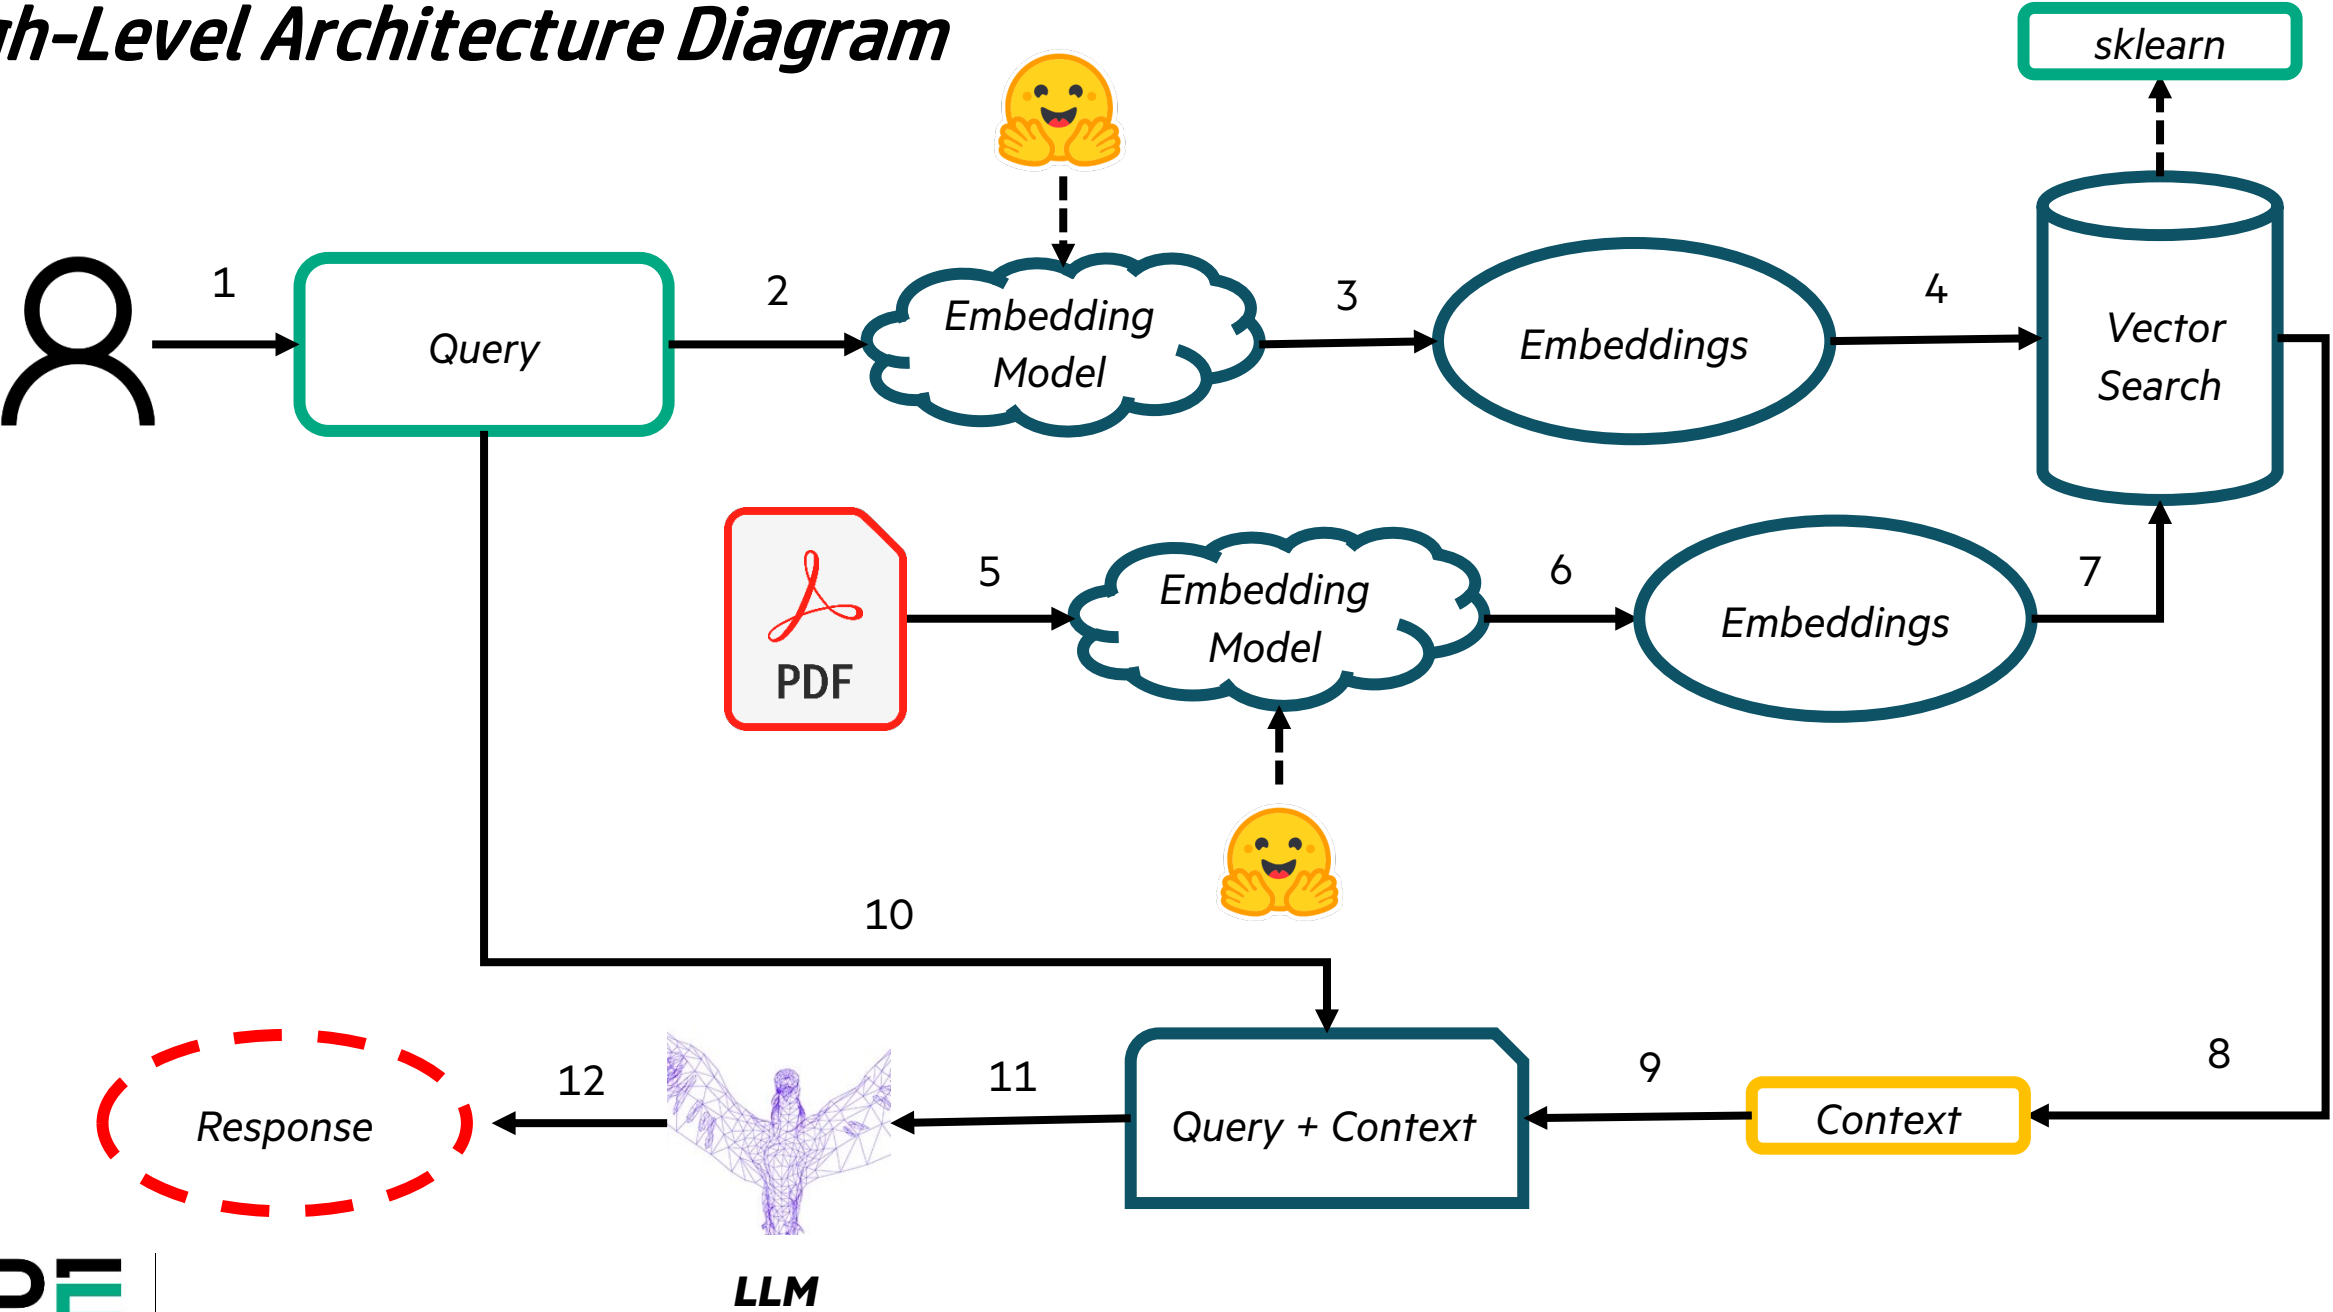 gh-Level Architecture Diagram
sklearn
1
2
3
4
Query
Embedding
Model
Embeddings
Vector
Search
5
6
7
PDF
Embedding
Model
Embeddings
10
8
9
11
12
Response
Query + Context
Context
LLM